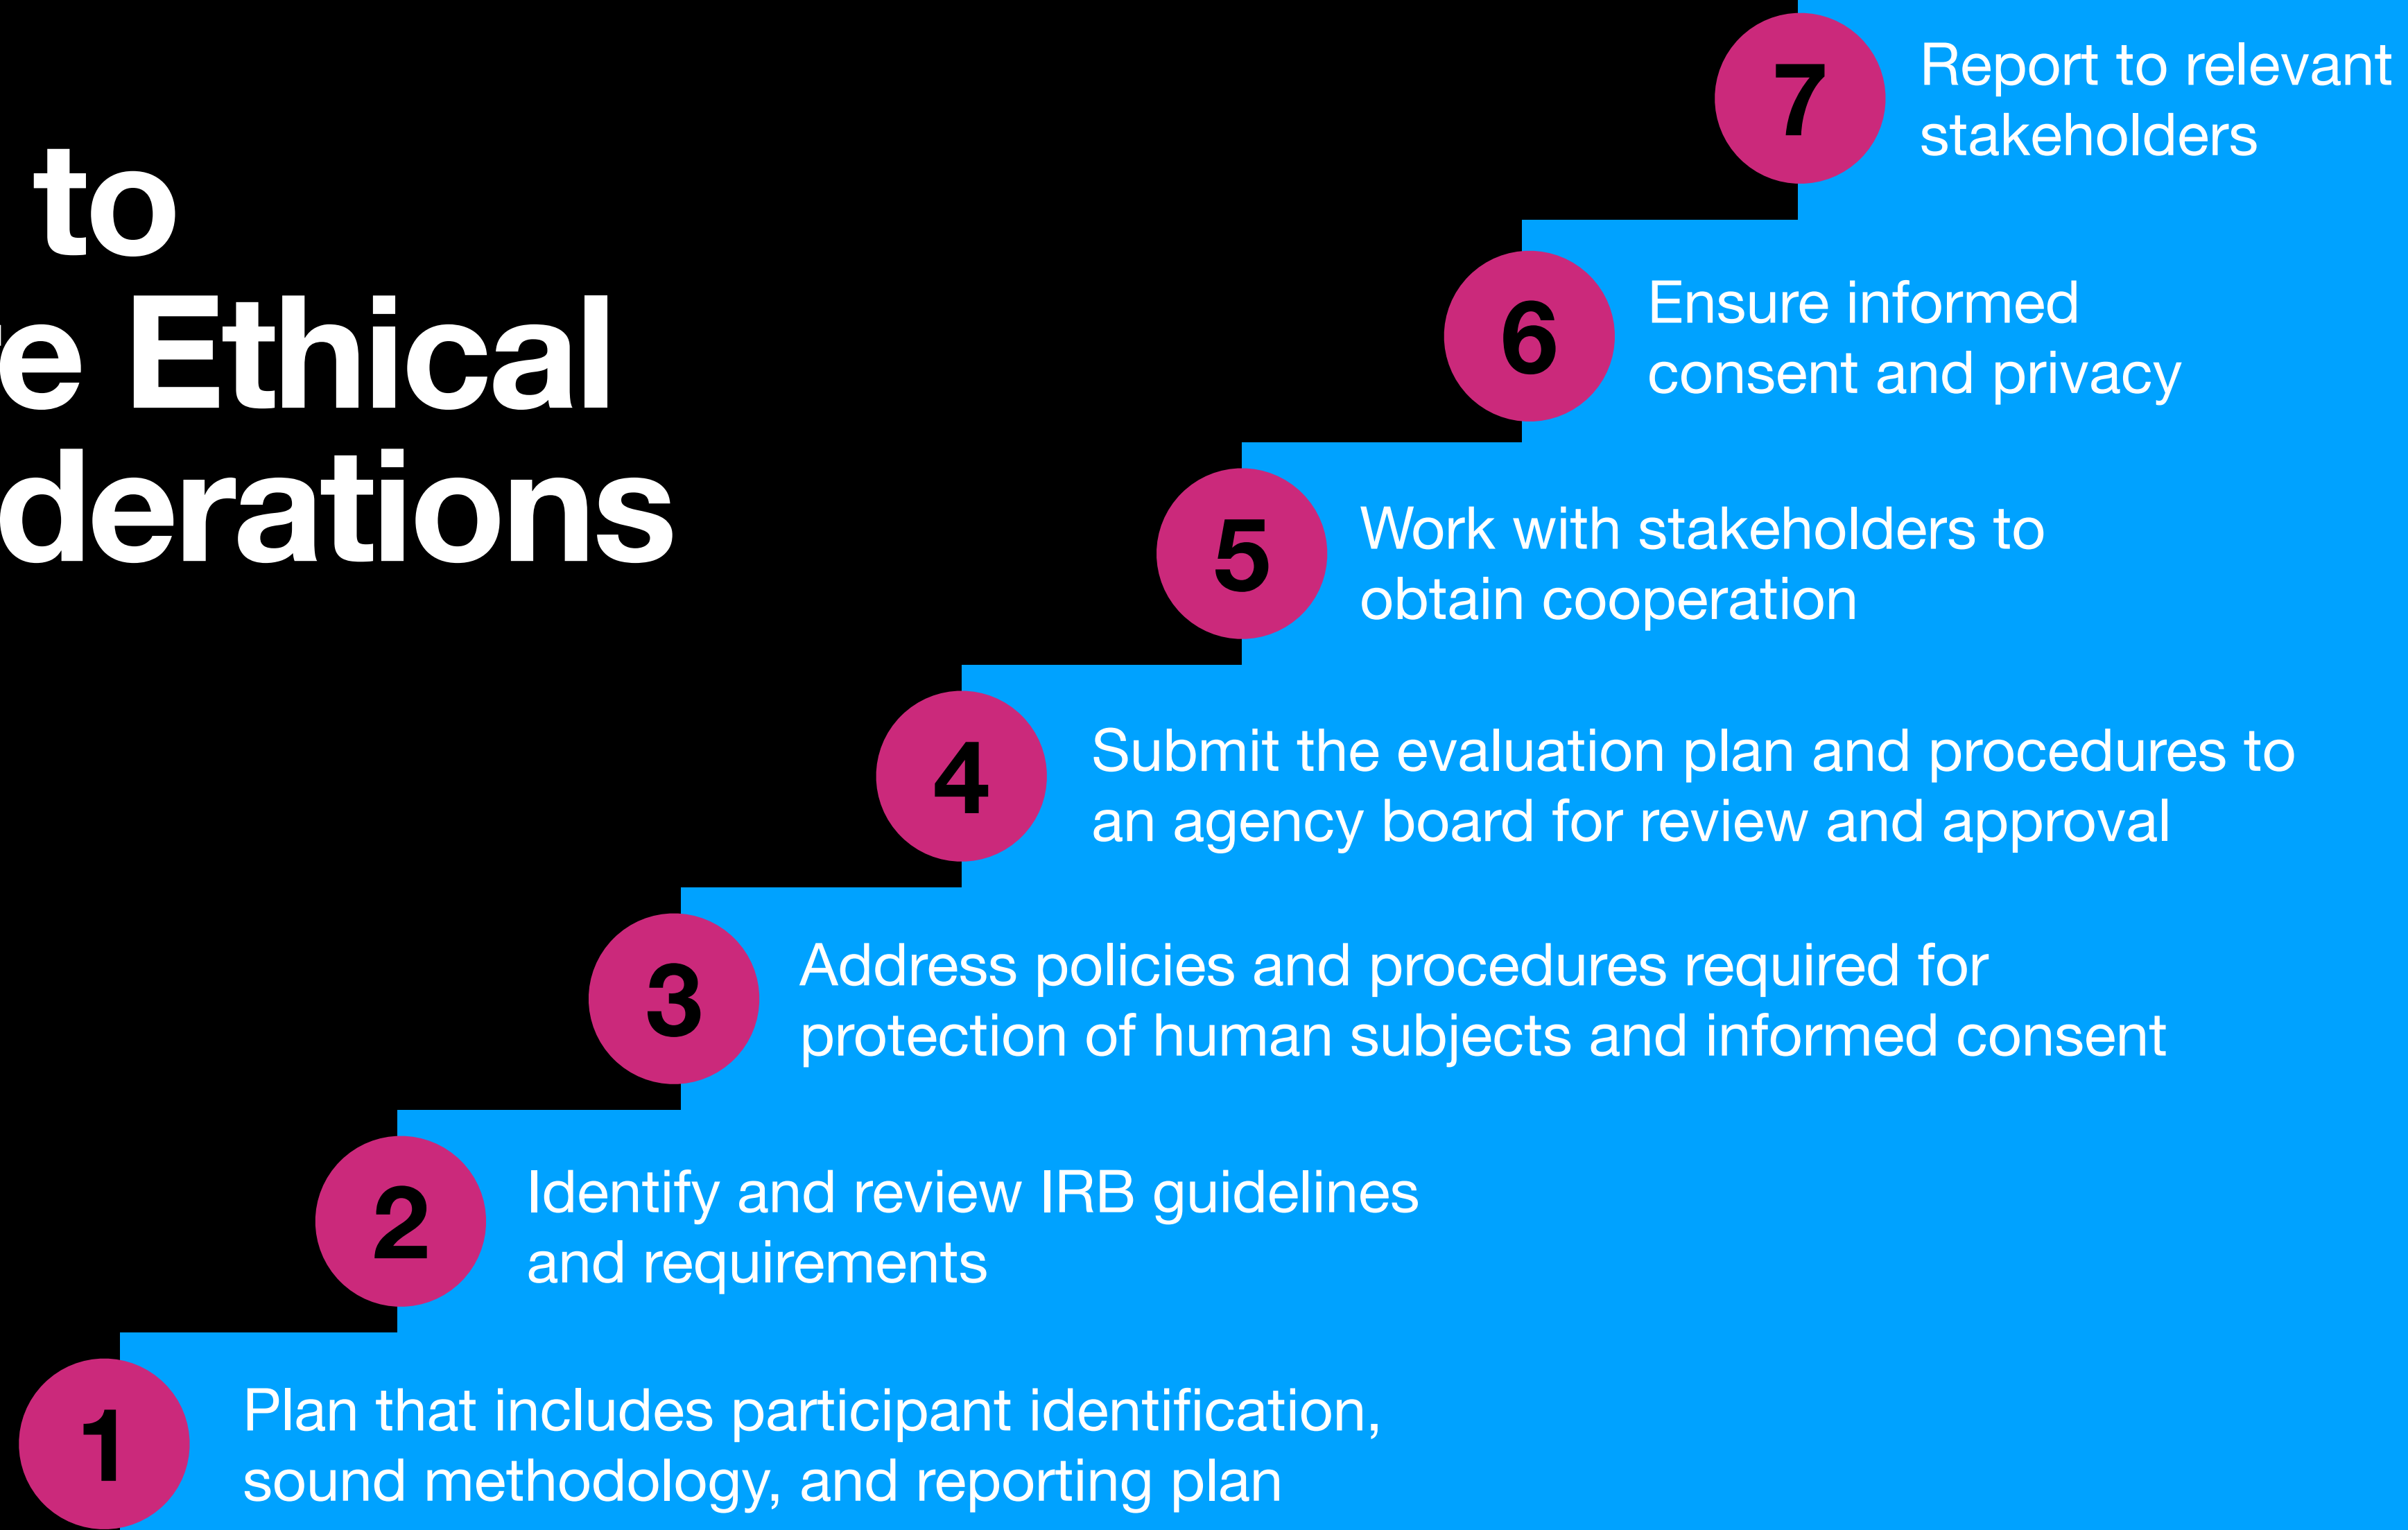 to
e Ethical
derations
7
Report to relevant
stakeholders
6
Ensure informed
consent and privacy
5
Work with stakeholders to
obtain cooperation
4
Submit the evaluation plan and procedures to
an agency board for review and approval
3
Address policies and procedures required for
protection of human subjects and informed consent
2
Identify and review IRB guidelines
and requirements
1
Plan that includes participant identification,
sound methodology, and reporting plan